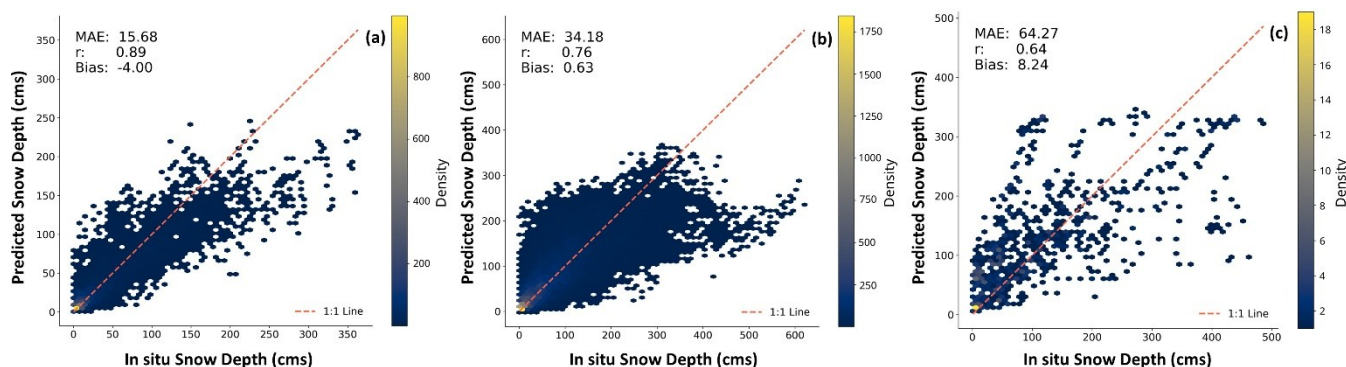 MAE: 15.68
r: 0.89
Bias: -4.00
(a)
350
300
250
200
150
100
50
0
Predicted Snow Depth (cms)
0 50 100 150 200 250 300 350
In situ Snow Depth (cms)
1:1 Line
800
600
400
200
Density
MAE: 34.18
r: 0.76
Bias: 0.63
(b)
600
500
400
300
200
100
0
Predicted Snow Depth (cms)
0 100 200 300 400 500 600
In situ Snow Depth (cms)
1:1 Line
1750
1500
1250
1000
750
500
250
Density
MAE: 64.27
r: 0.64
Bias: 8.24
(c)
500
400
300
200
100
0
Predicted Snow Depth (cms)
0 100 200 300 400 500
In situ Snow Depth (cms)
1:1 Line
18
16
14
12
10
8
6
4
2
Density